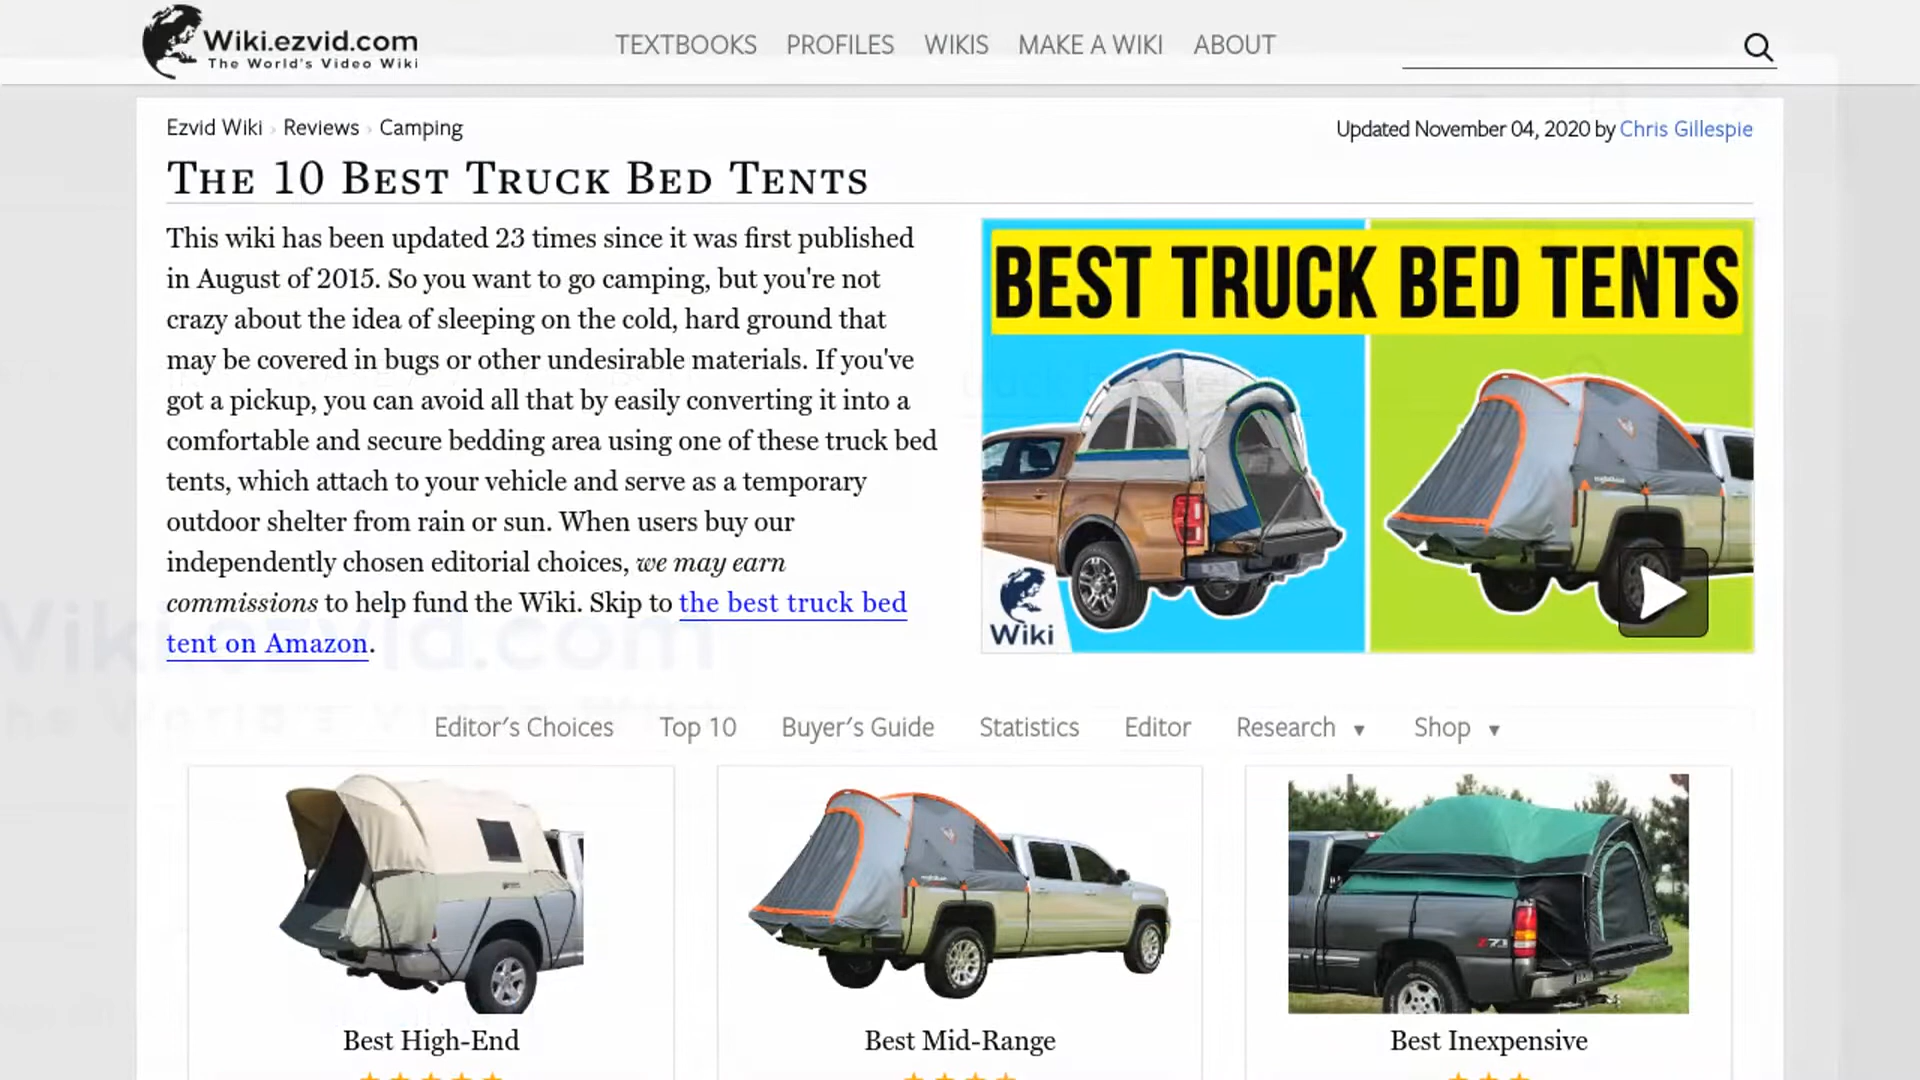 Wiki.ezvid.com
The World's Video Wiki
TEXTBOOKS PROFILES WIKIS MAKE A WIKI ABOUT
Ezvid Wiki › Reviews › Camping
Updated November 04, 2020 by Chris Gillespie
The 10 Best Truck Bed Tents
This wiki has been updated 23 times since it was first published
in August of 2015. So you want to go camping, but you're not
crazy about the idea of sleeping on the cold, hard ground that
may be covered in bugs or other undesirable materials. If you've
got a pickup, you can avoid all that by easily converting it into a
comfortable and secure bedding area using one of these truck bed
tents, which attach to your vehicle and serve as a temporary
outdoor shelter from rain or sun. When users buy our
independently chosen editorial choices, we may earn
commissions to help fund the Wiki. Skip to the best truck bed
tent on Amazon.
BEST TRUCK BED TENTS
Wiki
Wiki.ezvid.com
The World's Video
Editor's Choices Top 10 Buyer's Guide Statistics Editor Research ▼ Shop ▼
Z71
Best High-End Best Mid-Range Best Inexpensive